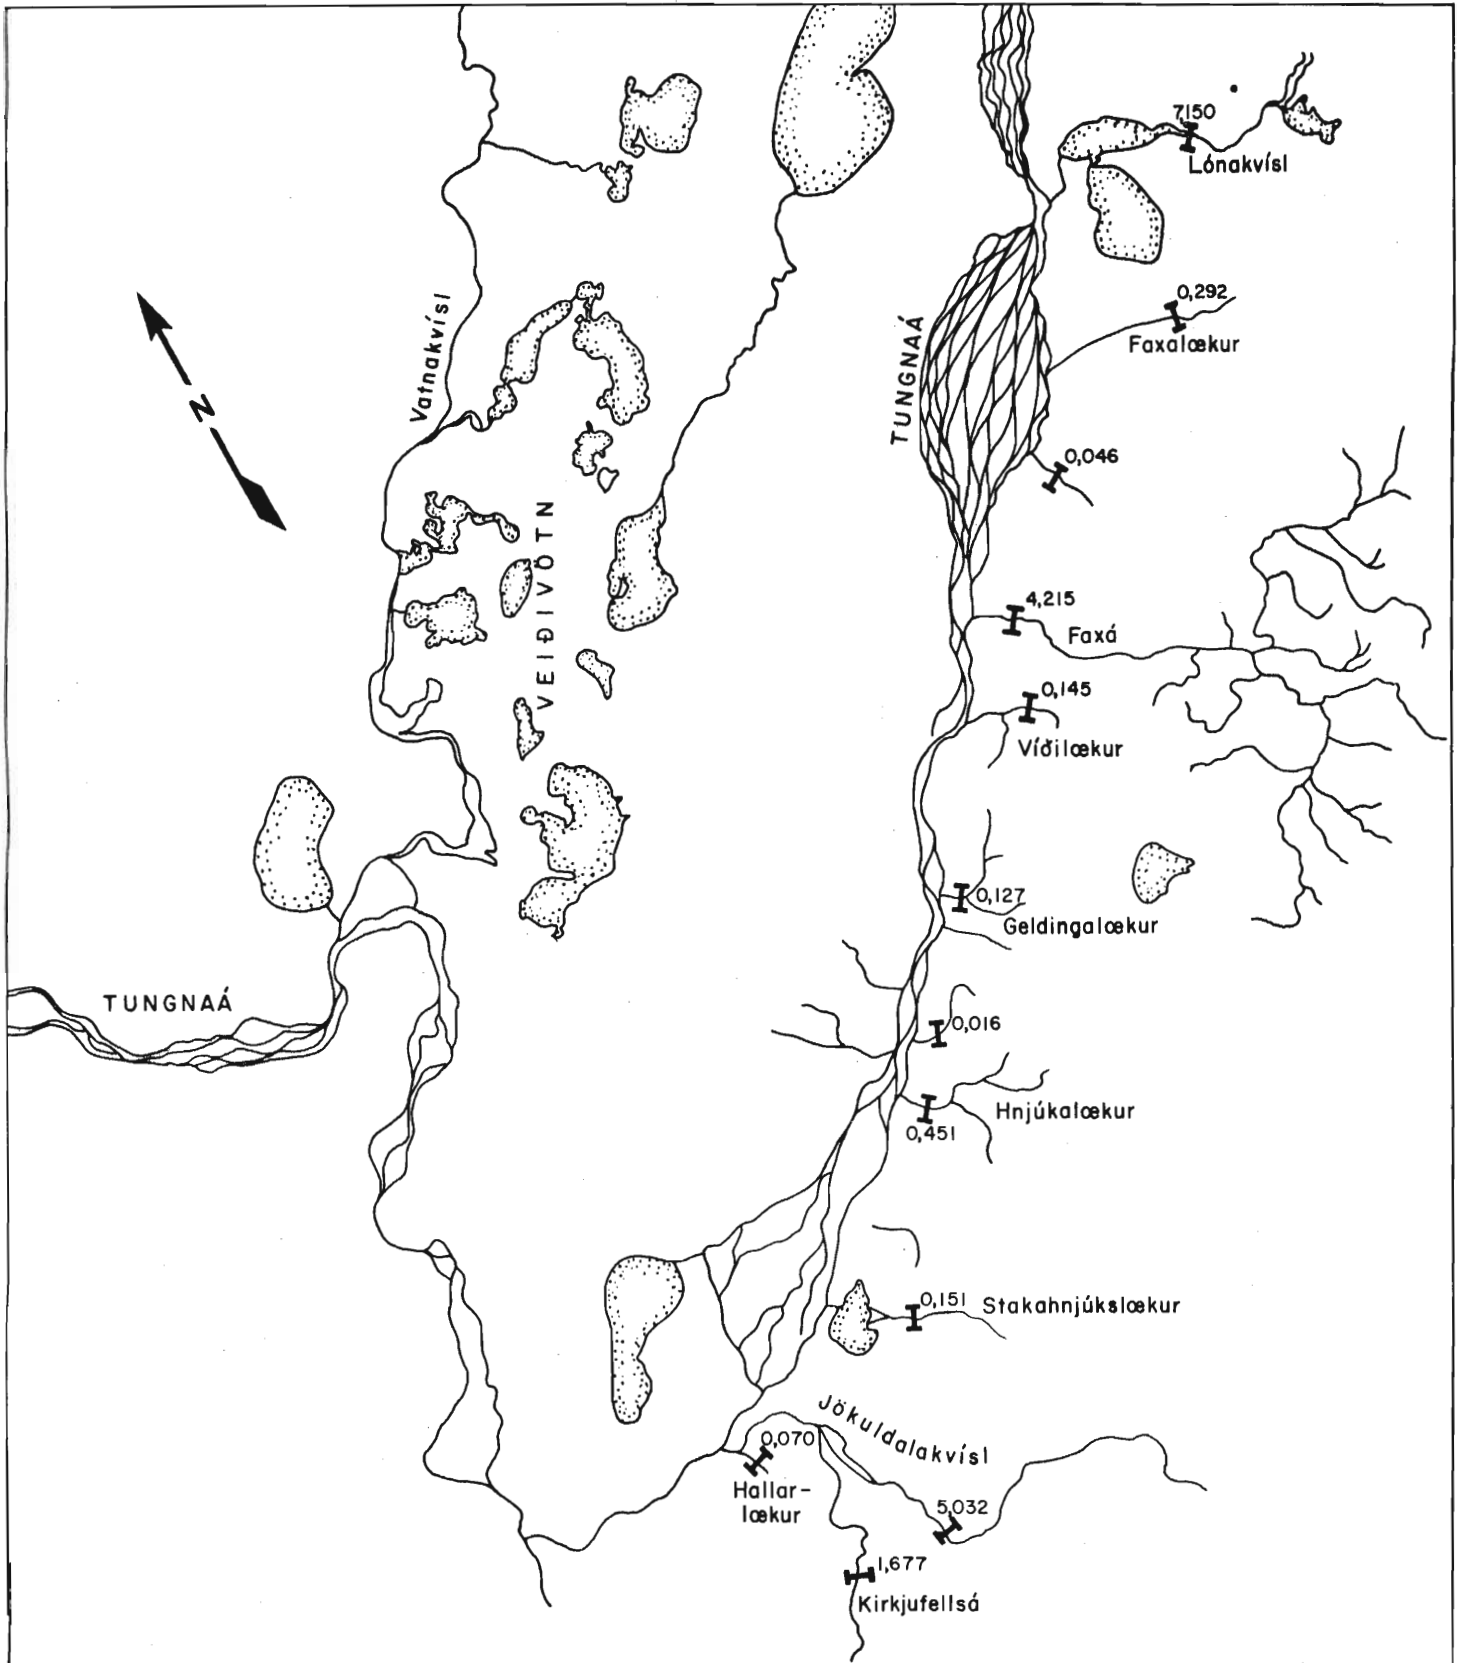 7,150
Lónakvísl
0,292
Faxalækur
Vatnakvísl
TUNGNAÁ
N
0,046
VEIÐIVÖTN
4,215
Faxá
0,145
Víðilækur
0,127
Geldingalækur
TUNGNAÁ
0,016
Hnjúkalækur
0,451
0,151
Stakahnjúkslækur
Jökuldalakvísl
0,070
Hallar-
lækur
5,032
1,677
Kirkjufellsá